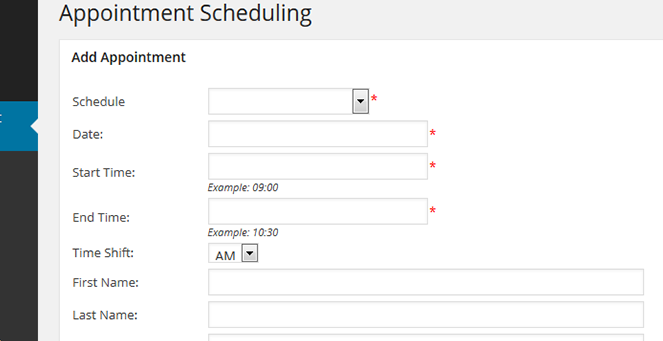 Appointment Scheduling
Add Appointment
Schedule *
Date: *
Start Time: *
Example: 09:00
End Time: *
Example: 10:30
Time Shift: AM
First Name:
Last Name: